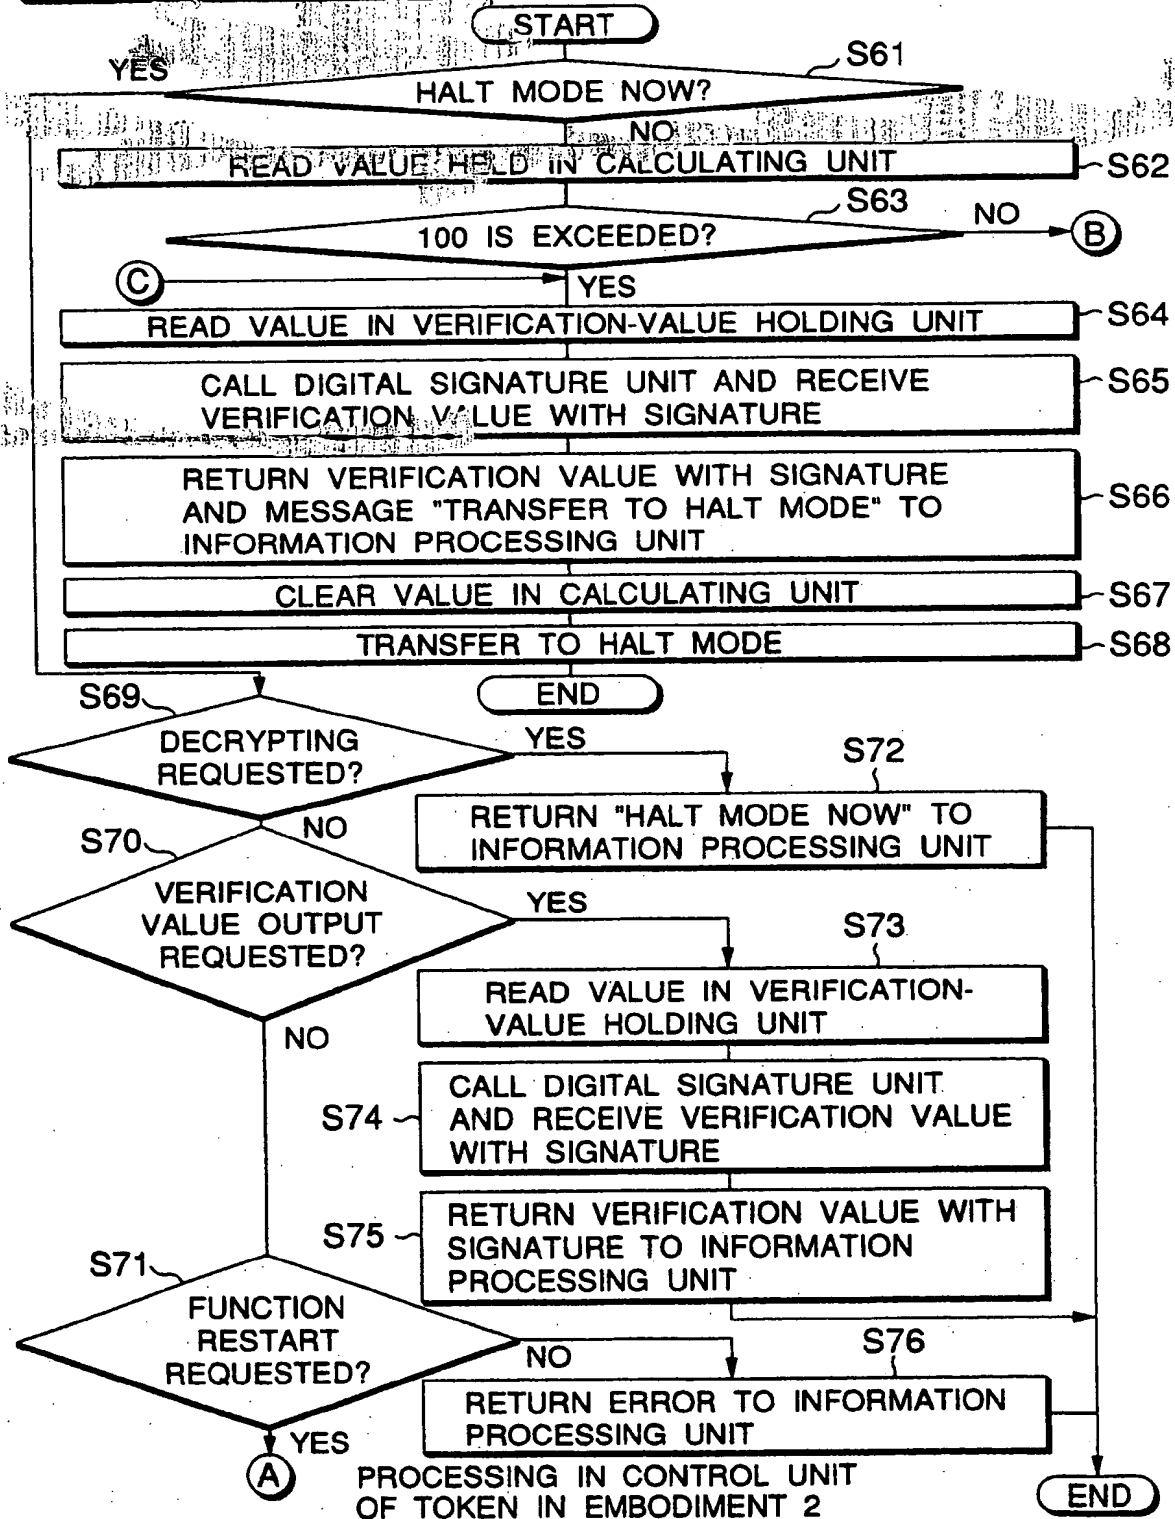 START
S61
YES
HALT MODE NOW?
NO
READ VALUE HELD IN CALCULATING UNIT
S62
S63
100 IS EXCEEDED?
NO
B
C
YES
READ VALUE IN VERIFICATION-VALUE HOLDING UNIT
S64
CALL DIGITAL SIGNATURE UNIT AND RECEIVE
VERIFICATION VALUE WITH SIGNATURE
S65
RETURN VERIFICATION VALUE WITH SIGNATURE
AND MESSAGE "TRANSFER TO HALT MODE" TO
INFORMATION PROCESSING UNIT
S66
CLEAR VALUE IN CALCULATING UNIT
S67
TRANSFER TO HALT MODE
S68
END
S69
DECRYPTING
REQUESTED?
YES
S72
RETURN "HALT MODE NOW" TO
INFORMATION PROCESSING UNIT
NO
S70
VERIFICATION
VALUE OUTPUT
REQUESTED?
YES
S73
READ VALUE IN VERIFICATION-
VALUE HOLDING UNIT
NO
S74
CALL DIGITAL SIGNATURE UNIT
AND RECEIVE VERIFICATION VALUE
WITH SIGNATURE
S75
RETURN VERIFICATION VALUE WITH
SIGNATURE TO INFORMATION
PROCESSING UNIT
S71
FUNCTION
RESTART
REQUESTED?
NO
S76
RETURN ERROR TO INFORMATION
PROCESSING UNIT
YES
A
END
PROCESSING IN CONTROL UNIT
OF TOKEN IN EMBODIMENT 2